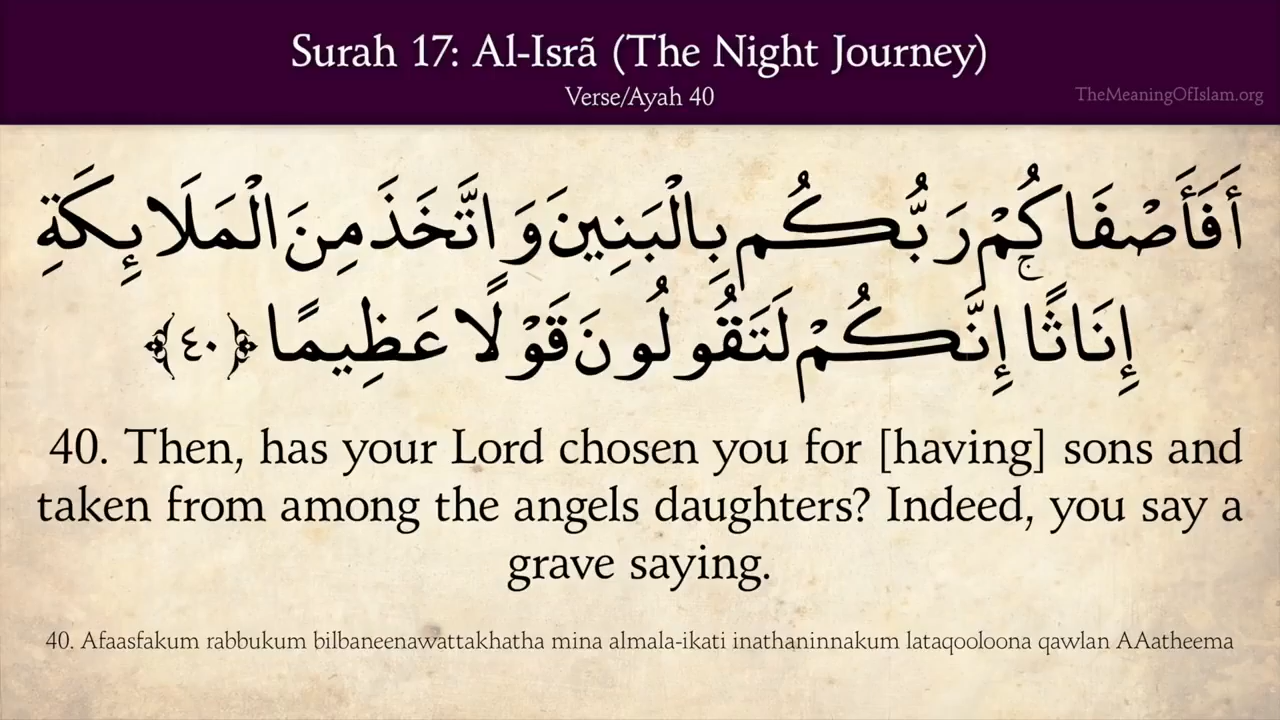 Surah 17: Al-Isrã (The Night Journey)
Verse/Ayah 40
TheMeaningOfIslam.org
أَفَأَصْفَاكُمْ رَبُّكُم بِالْبَنِينَ وَاتَّخَذَ مِنَ الْمَلَائِكَةِ
إِنَاثًا ۚ إِنَّكُمْ لَتَقُولُونَ قَوْلًا عَظِيمًا ﴿٤٠﴾
40. Then, has your Lord chosen you for [having] sons and
taken from among the angels daughters? Indeed, you say a
grave saying.
40. Afaasfakum rabbukum bilbaneenawattakhatha mina almala-ikati inathaninnakum lataqooloona qawlan AAatheema